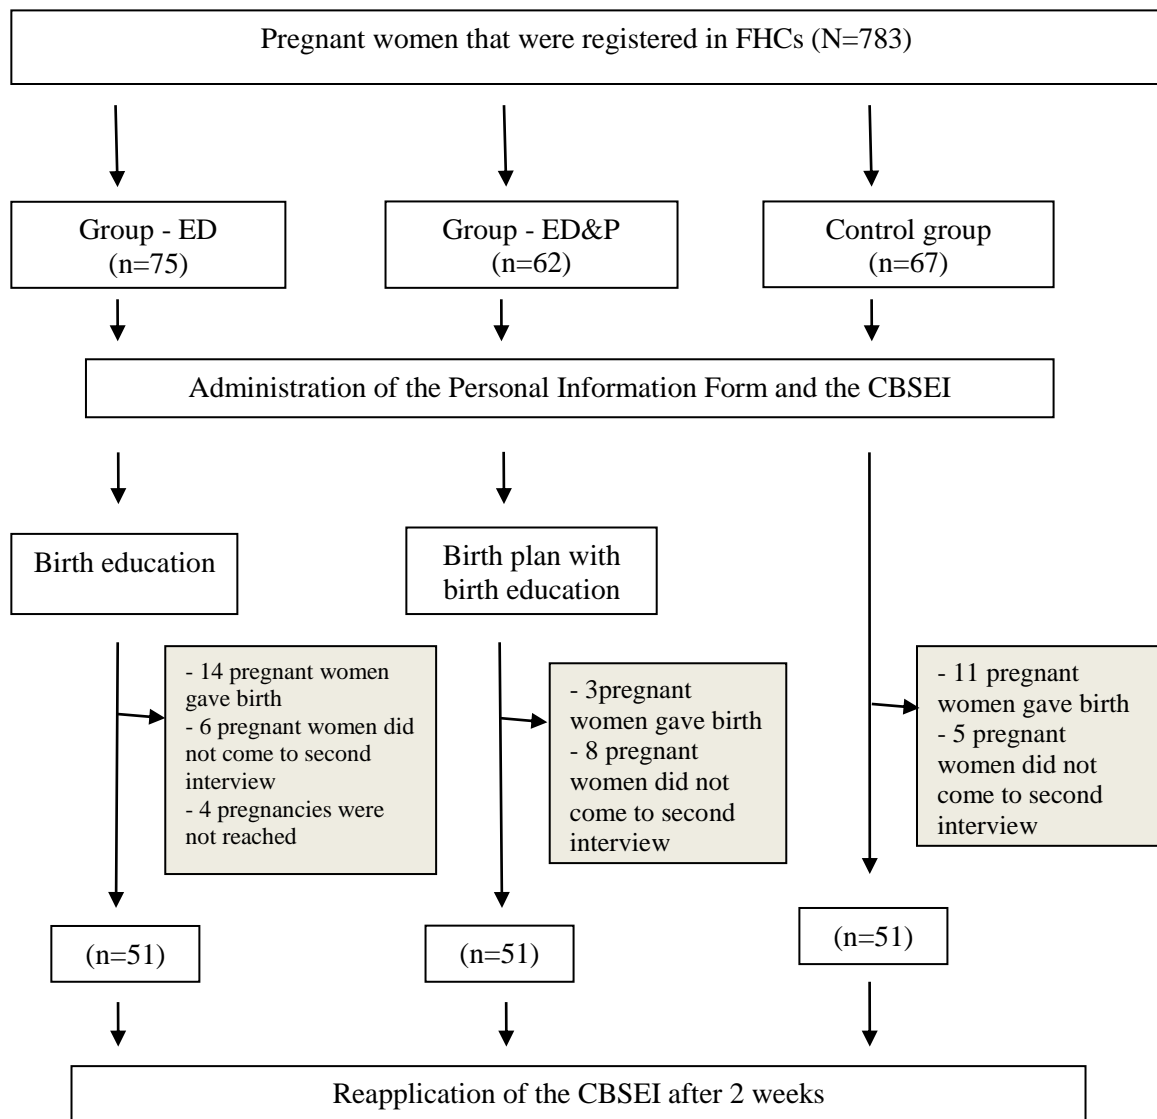 Pregnant women that were registered in FHCs (N=783)
Group - ED
(n=75)
Group - ED&P
(n=62)
Control group
(n=67)
Administration of the Personal Information Form and the CBSEI
Birth education
Birth plan with
birth education
- 14 pregnant women
gave birth
- 6 pregnant women did
not come to second
interview
- 4 pregnancies were
not reached
- 3pregnant
women gave birth
- 8 pregnant
women did not
come to second
interview
- 11 pregnant
women gave birth
- 5 pregnant
women did not
come to second
interview
(n=51)
(n=51)
(n=51)
Reapplication of the CBSEI after 2 weeks